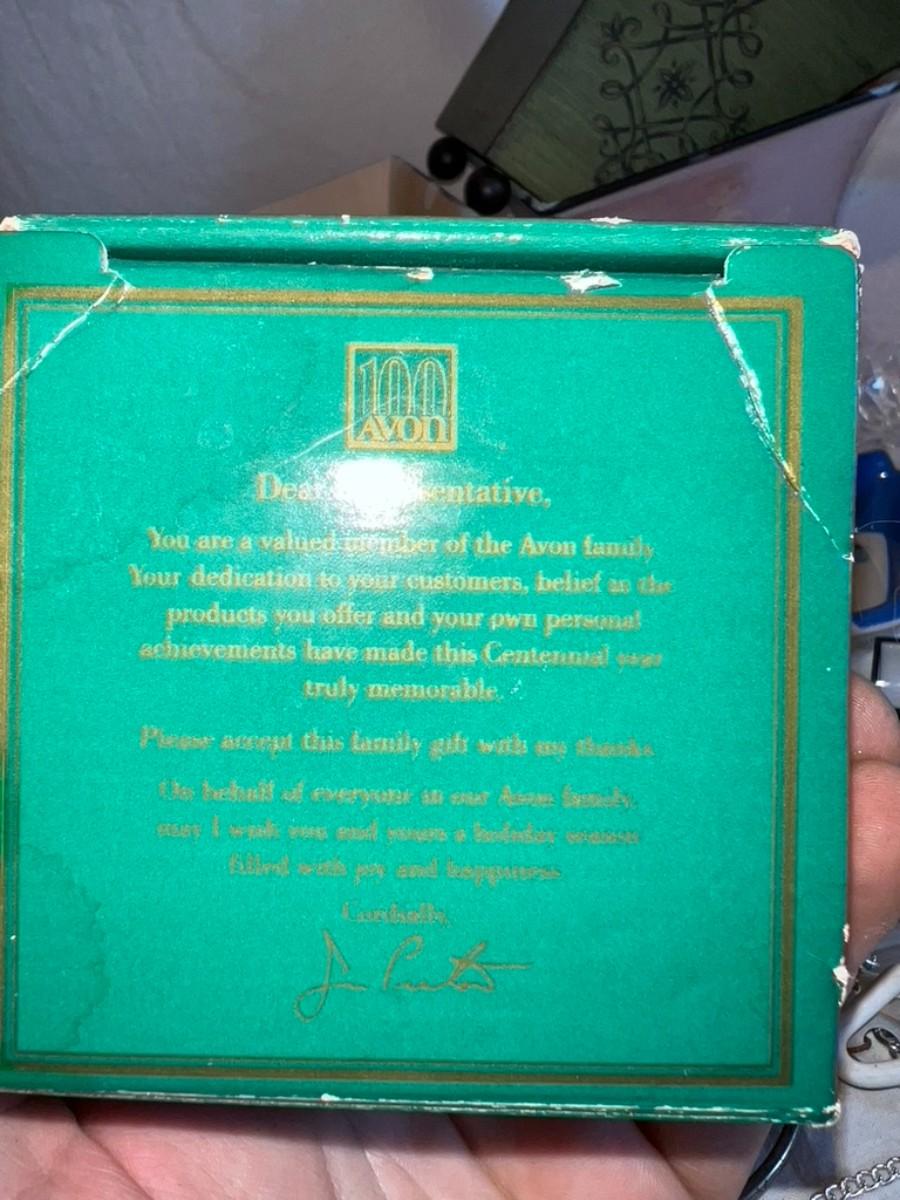 100
AVON
Dear Representative,
You are a valued member of the Avon family
Your dedication to your customers, belief in the
products you offer and your own personal
achievements have made this Centennial year
truly memorable.
Please accept this family gift with my thanks
On behalf of everyone in our Avon family,
may I wish you and yours a holiday season
filled with joy and happiness
Cordially,